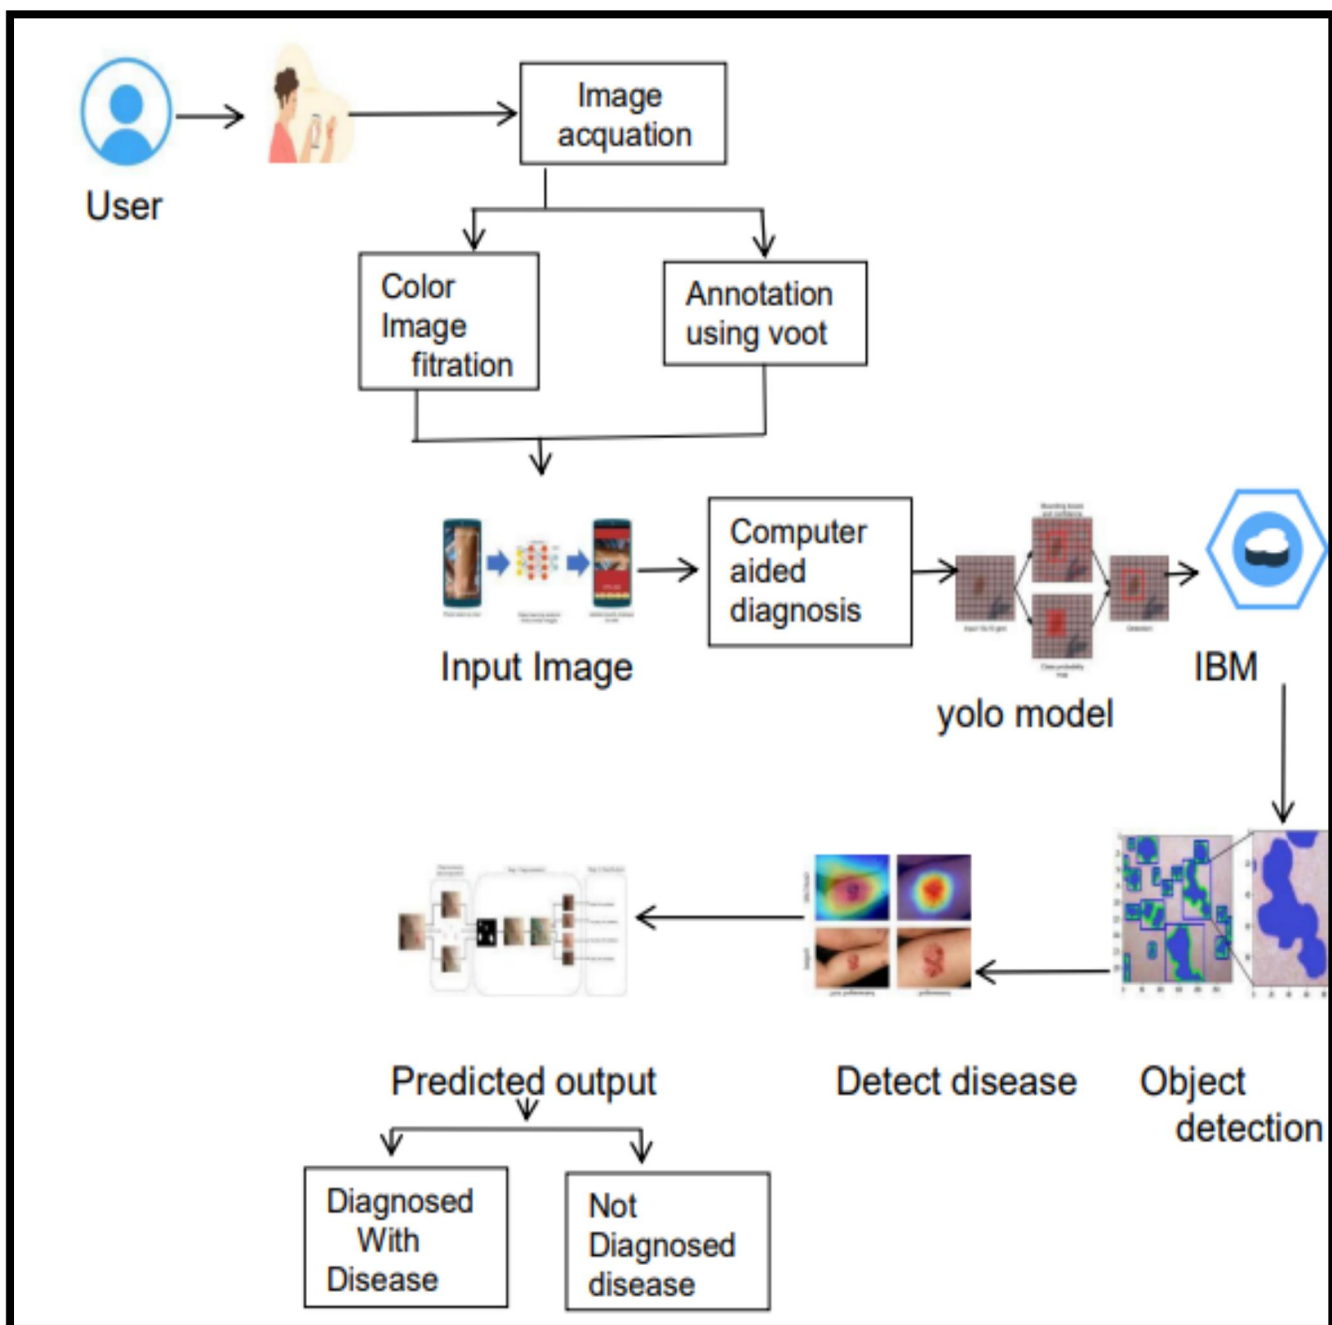 Image
acquation
User
Color
Image
fitration
Annotation
using voot
Computer
aided
diagnosis
Input Image
yolo model
IBM
Predicted output
Detect disease
Object
detection
Diagnosed
With
Disease
Not
Diagnosed
disease